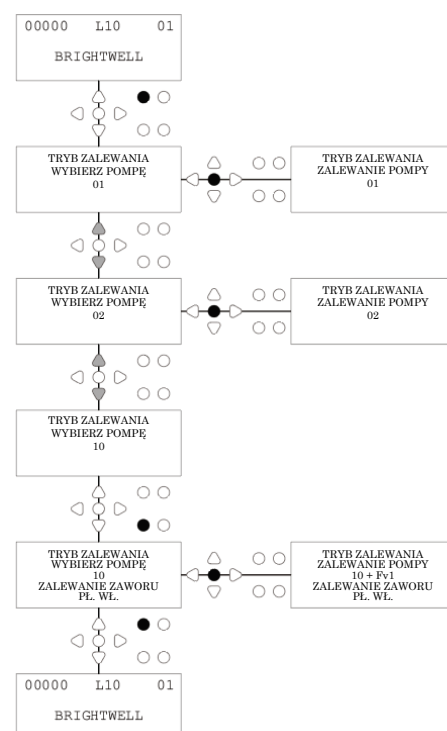 00000 L10 01
BRIGHTWELL
TRYB ZALEWANIA
WYBIERZ POMPĘ
01
TRYB ZALEWANIA
ZALEWANIE POMPY
01
TRYB ZALEWANIA
WYBIERZ POMPĘ
02
TRYB ZALEWANIA
ZALEWANIE POMPY
02
TRYB ZALEWANIA
WYBIERZ POMPĘ
10
TRYB ZALEWANIA
WYBIERZ POMPĘ
10
ZALEWANIE ZAWORU
PŁ. WŁ.
TRYB ZALEWANIA
ZALEWANIE POMPY
10 + Fv1
ZALEWANIE ZAWORU
PŁ. WŁ.
00000 L10 01
BRIGHTWELL